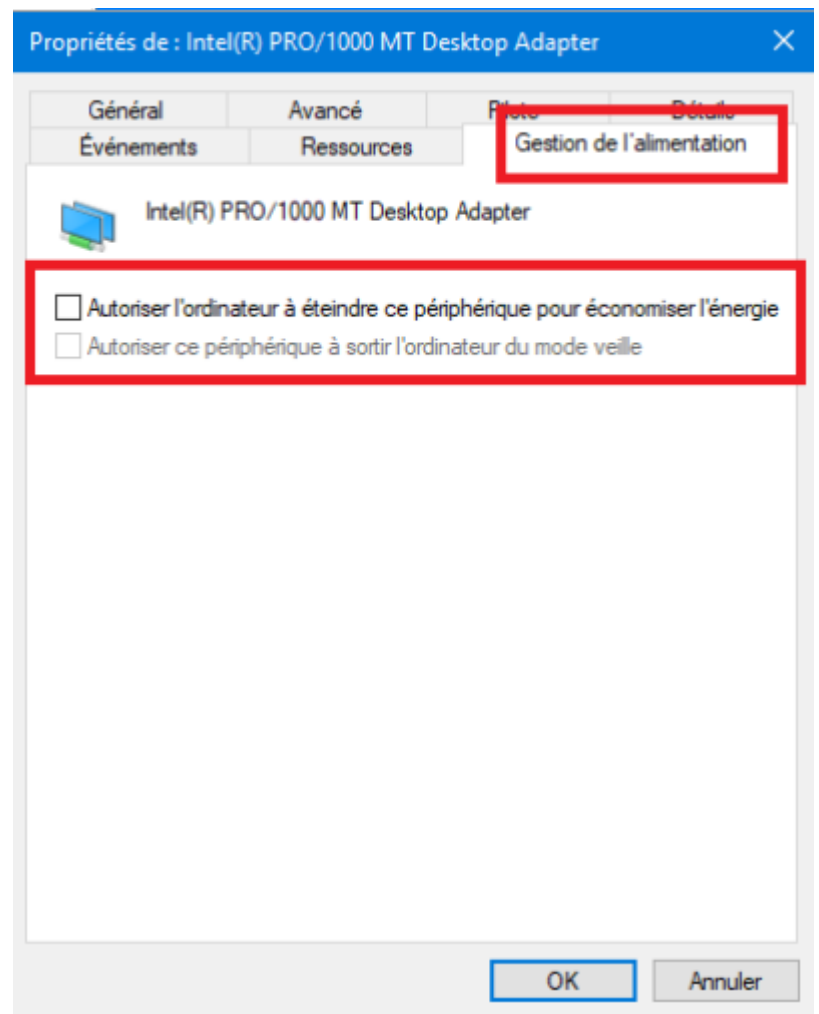 Propriétés de : Intel(R) PRO/1000 MT Desktop Adapter
Général Avancé Pilote Détails
Événements Ressources Gestion de l'alimentation
Intel(R) PRO/1000 MT Desktop Adapter
Autoriser l'ordinateur à éteindre ce périphérique pour économiser l'énergie
Autoriser ce périphérique à sortir l'ordinateur du mode veille
OK Annuler